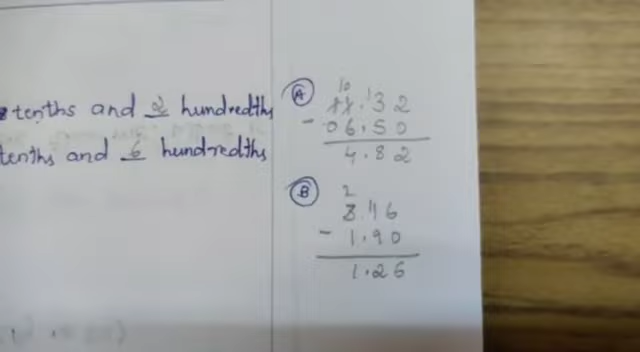 tenths and 2 hundredths
tenths and 6 hundredths
A
10 1
11.32
- 06.50
4.82
B
2
3.16
- 1.90
1.26